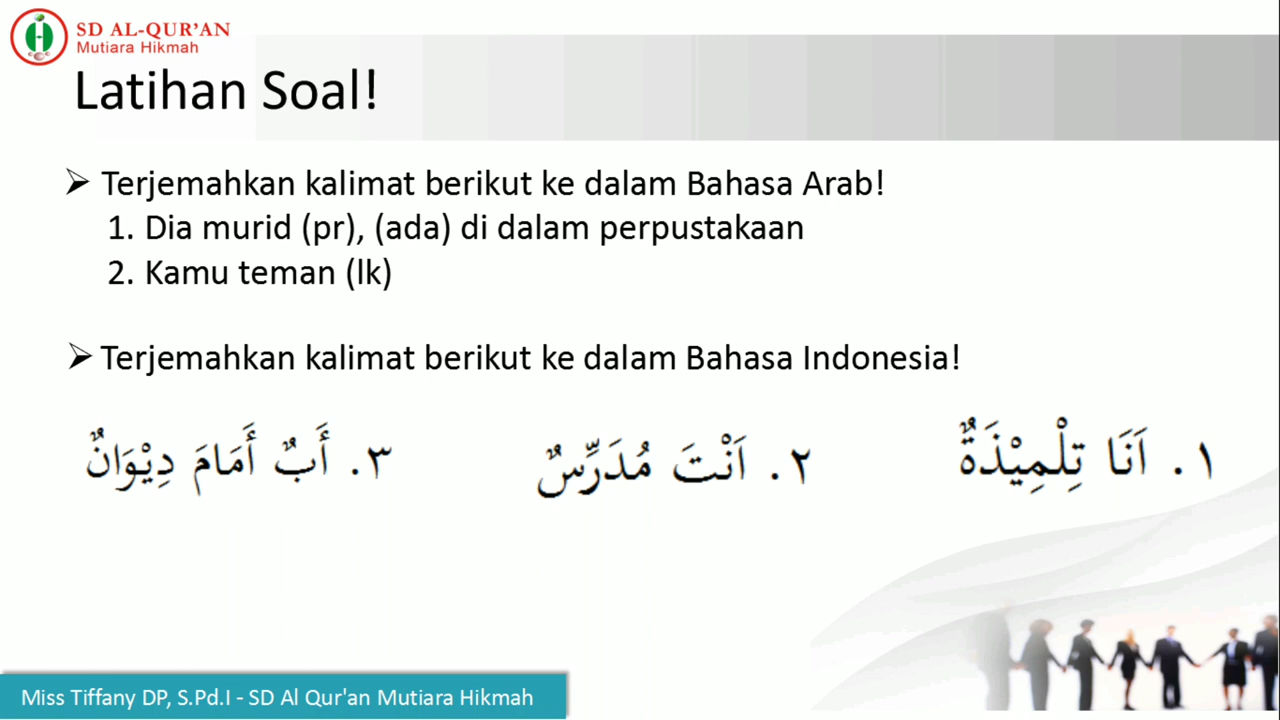 SD AL-QUR'AN
Mutiara Hikmah
Latihan Soal!
➢ Terjemahkan kalimat berikut ke dalam Bahasa Arab!
1. Dia murid (pr), (ada) di dalam perpustakaan
2. Kamu teman (lk)
➢ Terjemahkan kalimat berikut ke dalam Bahasa Indonesia!
١. اَنَا تِلْمِيْذَةٌ
٢. اَنْتَ مُدَرِّسٌ
٣. أَبٌ أَمَامَ دِيْوَانٌ
Miss Tiffany DP, S.Pd.I - SD Al Qur'an Mutiara Hikmah